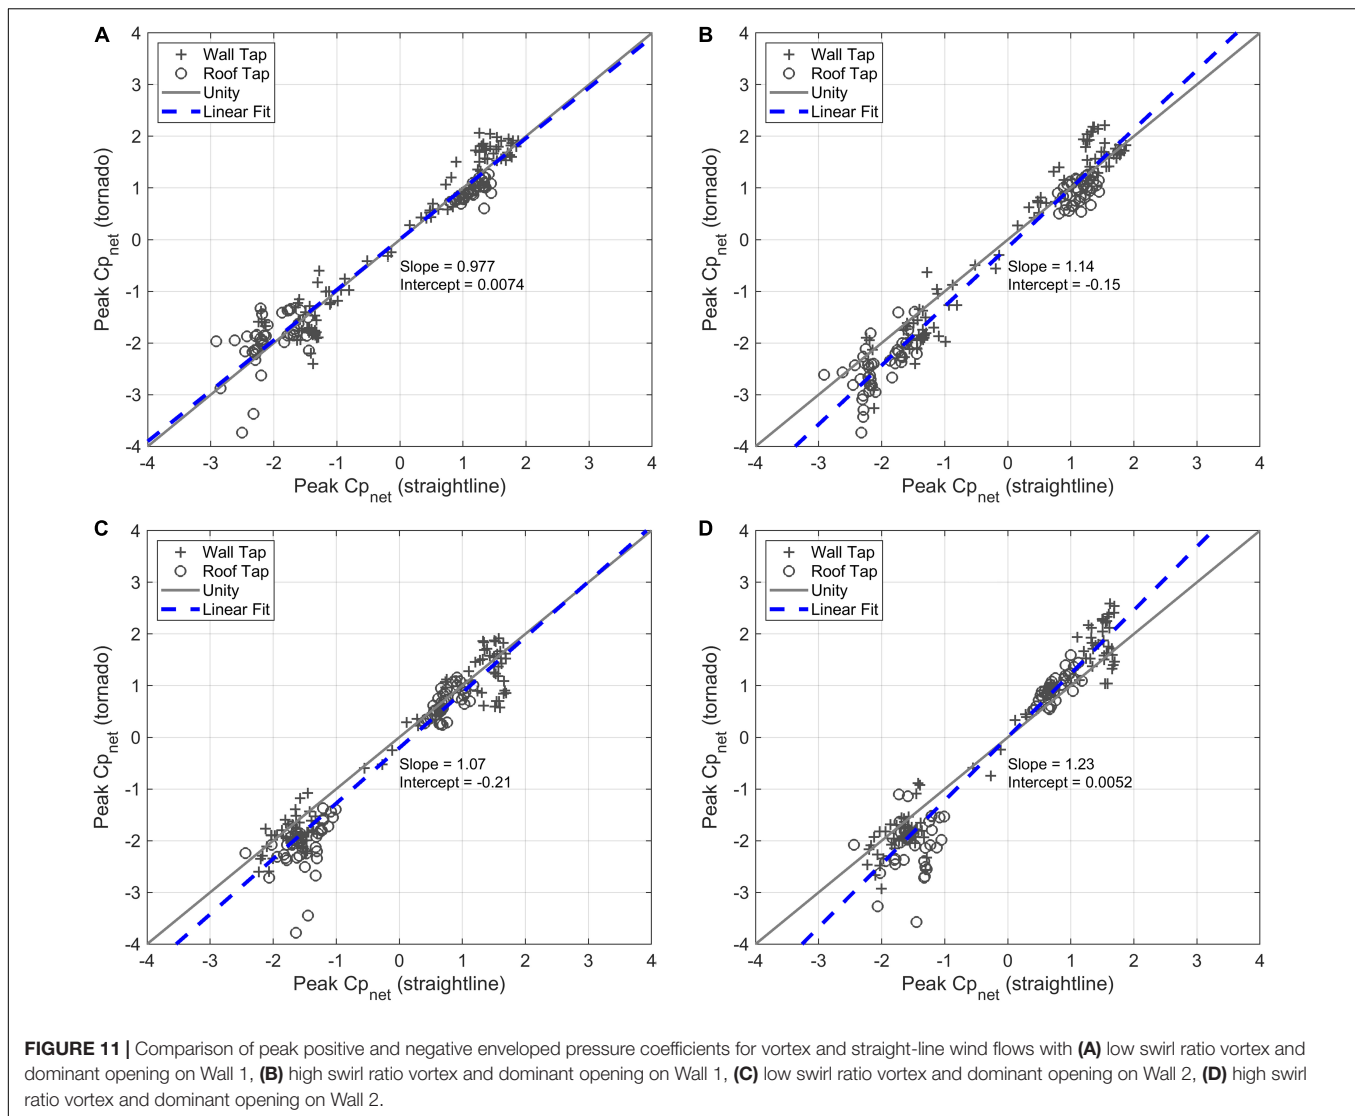 A
4
3
2
1
0
-1
-2
-3
-4
-4 -3 -2 -1 0 1 2 3 4
Peak Cpnet (tornado)
Peak Cpnet (straightline)
Wall Tap
Roof Tap
Unity
Linear Fit
Slope = 0.977
Intercept = 0.0074
B
4
3
2
1
0
-1
-2
-3
-4
-4 -3 -2 -1 0 1 2 3 4
Peak Cpnet (tornado)
Peak Cpnet (straightline)
Wall Tap
Roof Tap
Unity
Linear Fit
Slope = 1.14
Intercept = -0.15
C
4
3
2
1
0
-1
-2
-3
-4
-4 -3 -2 -1 0 1 2 3 4
Peak Cpnet (tornado)
Peak Cpnet (straightline)
Wall Tap
Roof Tap
Unity
Linear Fit
Slope = 1.07
Intercept = -0.21
D
4
3
2
1
0
-1
-2
-3
-4
-4 -3 -2 -1 0 1 2 3 4
Peak Cpnet (tornado)
Peak Cpnet (straightline)
Wall Tap
Roof Tap
Unity
Linear Fit
Slope = 1.23
Intercept = 0.0052
FIGURE 11 | Comparison of peak positive and negative enveloped pressure coefficients for vortex and straight-line wind flows with (A) low swirl ratio vortex and
dominant opening on Wall 1, (B) high swirl ratio vortex and dominant opening on Wall 1, (C) low swirl ratio vortex and dominant opening on Wall 2, (D) high swirl
ratio vortex and dominant opening on Wall 2.